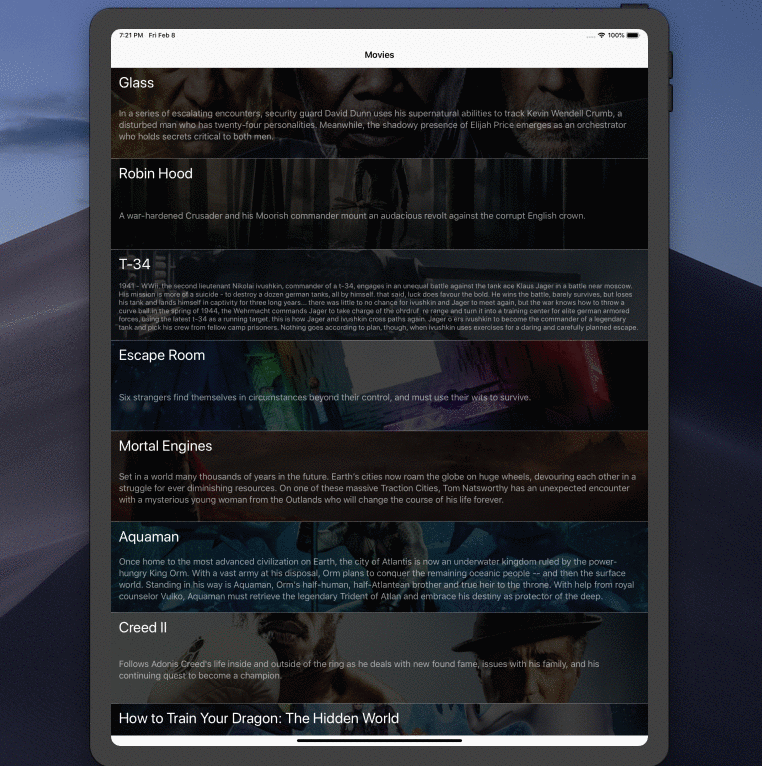 7:21 PM Fri Feb 8
100%
Movies
Glass
In a series of escalating encounters, security guard David Dunn uses his supernatural abilities to track Kevin Wendell Crumb, a
disturbed man who has twenty-four personalities. Meanwhile, the shadowy presence of Elijah Price emerges as an orchestrator
who holds secrets critical to both men.
Robin Hood
A war-hardened Crusader and his Moorish commander mount an audacious revolt against the corrupt English crown.
T-34
1941 - WWII, the second lieutenant Nikolai ivushkin, commander of a t-34, engages in an unequal battle against the tank ace Klaus Jager in a battle near moscow.
His mission is more of a suicide - to destroy a dozen german tanks, all by himself. that said, luck does favour the bold. He wins the battle, barely survives, but loses
his tank and lands himself in captivity for three long years... there was little to no chance for ivushkin and Jager to meet again, but the war knows how to throw a
curve ball in the spring of 1944, the Wehrmacht commands Jager to take charge of the re range and turn it into a training center for elite german armored
forces, using the latest t-34 as a running target. this is how Jager and ivushkin cross paths again. Jager ivushkin to become the commander of a legendary
tank and pick his crew from fellow camp prisoners. Nothing goes according to plan, though, when ivushkin uses exercises for a daring and carefully planned escape.
Escape Room
Six strangers find themselves in circumstances beyond their control, and must use their wits to survive.
Mortal Engines
Set in a world many thousands of years in the future. Earth's cities now roam the globe on huge wheels, devouring each other in a
struggle for ever diminishing resources. On one of these massive Traction Cities, Tom Natsworthy has an unexpected encounter
with a mysterious young woman from the Outlands who will change the course of his life forever.
Aquaman
Once home to the most advanced civilization on Earth, the city of Atlantis is now an underwater kingdom ruled by the power-
hungry King Orm. With a vast army at his disposal, Orm plans to conquer the remaining oceanic people -- and then the surface
world. Standing in his way is Aquaman, Orm's half-human, half-Atlantean brother and true heir to the throne. With help from royal
counselor Vulko, Aquaman must retrieve the legendary Trident of Atlan and embrace his destiny as protector of the deep.
Creed II
Follows Adonis Creed's life inside and outside of the ring as he deals with new found fame, issues with his family, and his
continuing quest to become a champion.
How to Train Your Dragon: The Hidden World